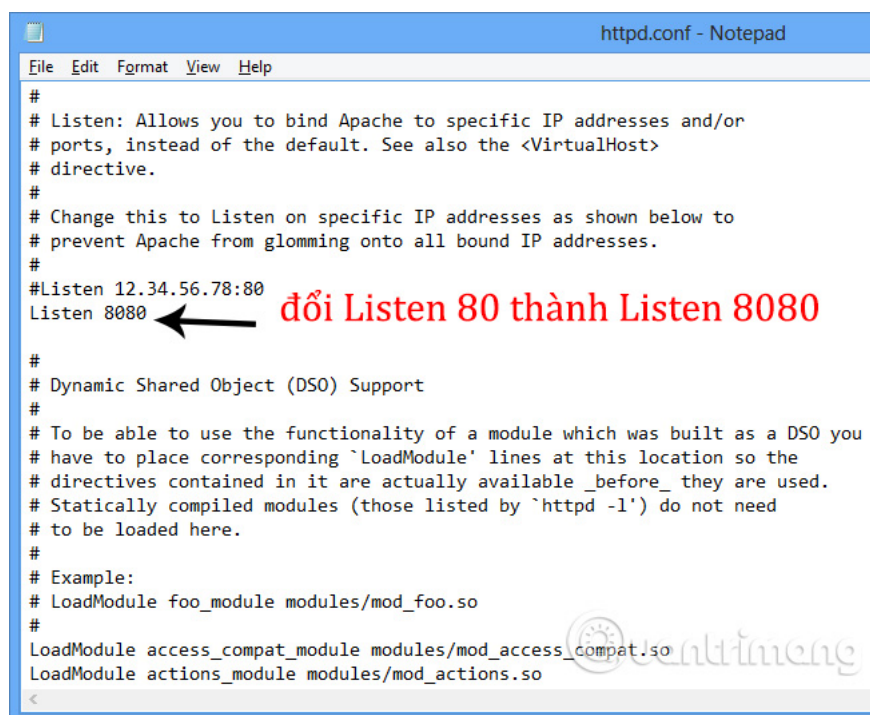 httpd.conf - Notepad
File Edit Format View Help
#
# Listen: Allows you to bind Apache to specific IP addresses and/or
# ports, instead of the default. See also the <VirtualHost>
# directive.
#
# Change this to Listen on specific IP addresses as shown below to
# prevent Apache from glomming onto all bound IP addresses.
#
#Listen 12.34.56.78:80
Listen 8080
đổi Listen 80 thành Listen 8080
#
# Dynamic Shared Object (DSO) Support
#
# To be able to use the functionality of a module which was built as a DSO you
# have to place corresponding `LoadModule' lines at this location so the
# directives contained in it are actually available _before_ they are used.
# Statically compiled modules (those listed by `httpd -l') do not need
# to be loaded here.
#
# Example:
# LoadModule foo_module modules/mod_foo.so
#
LoadModule access_compat_module modules/mod_access_compat.so
LoadModule actions_module modules/mod_actions.so
Quantrimang